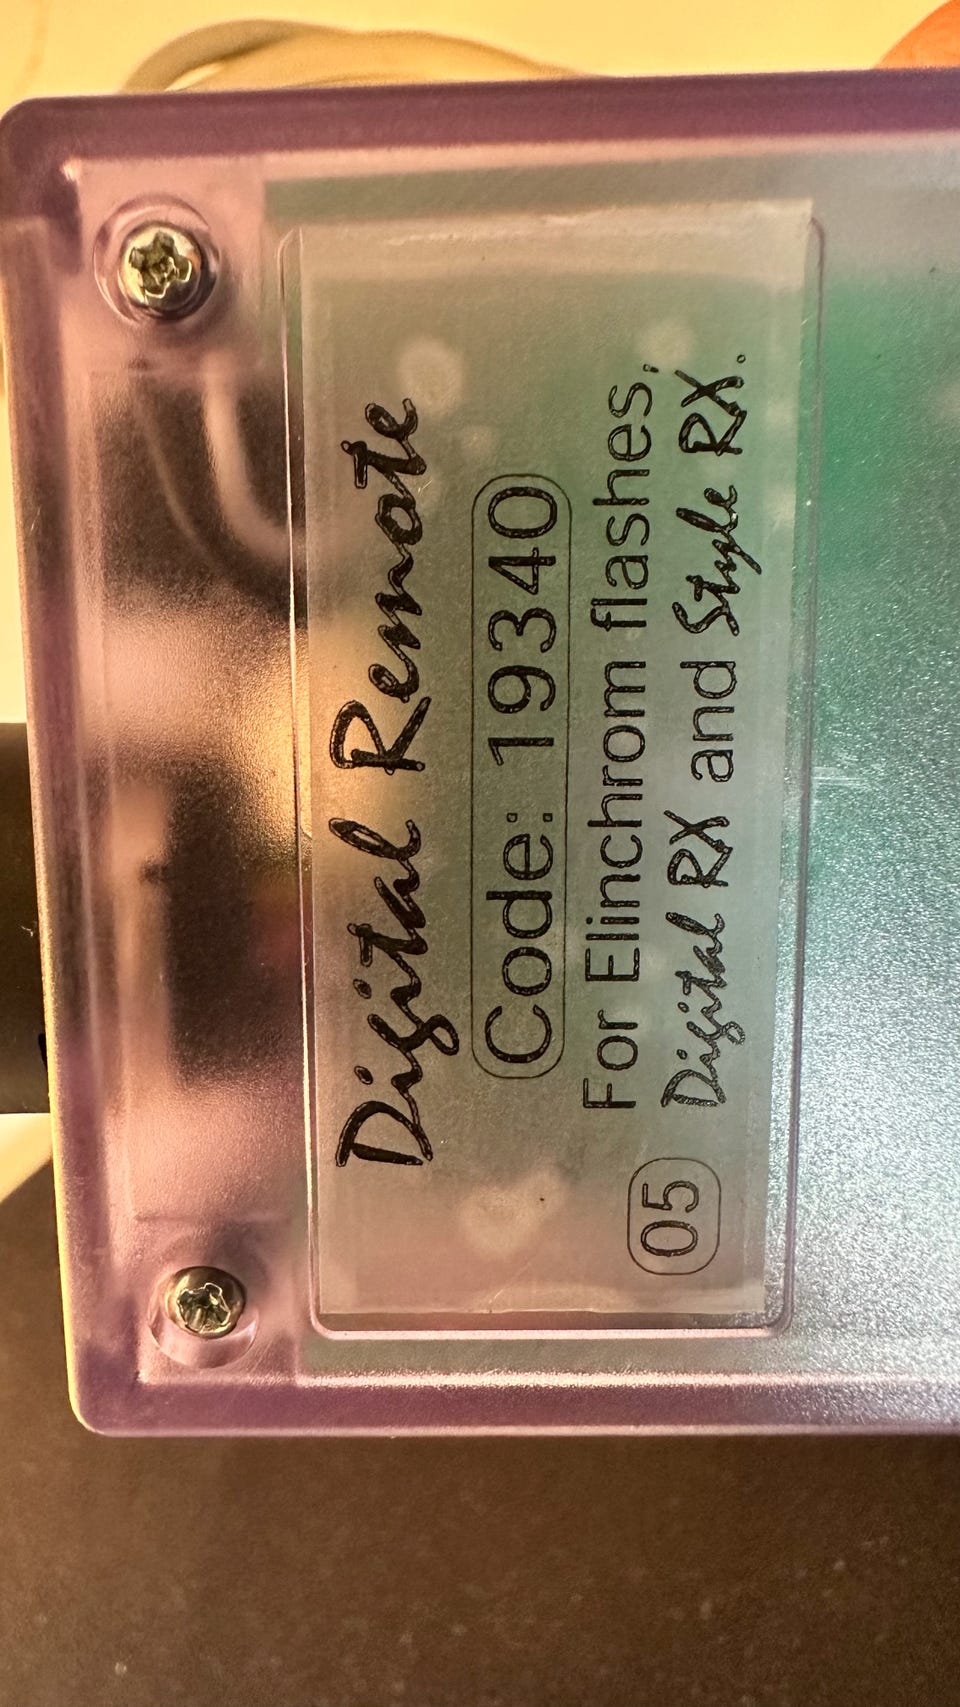 Digital Remote
Code: 19340
For Elinchrom flashes;
Digital RX and Style RX.
05